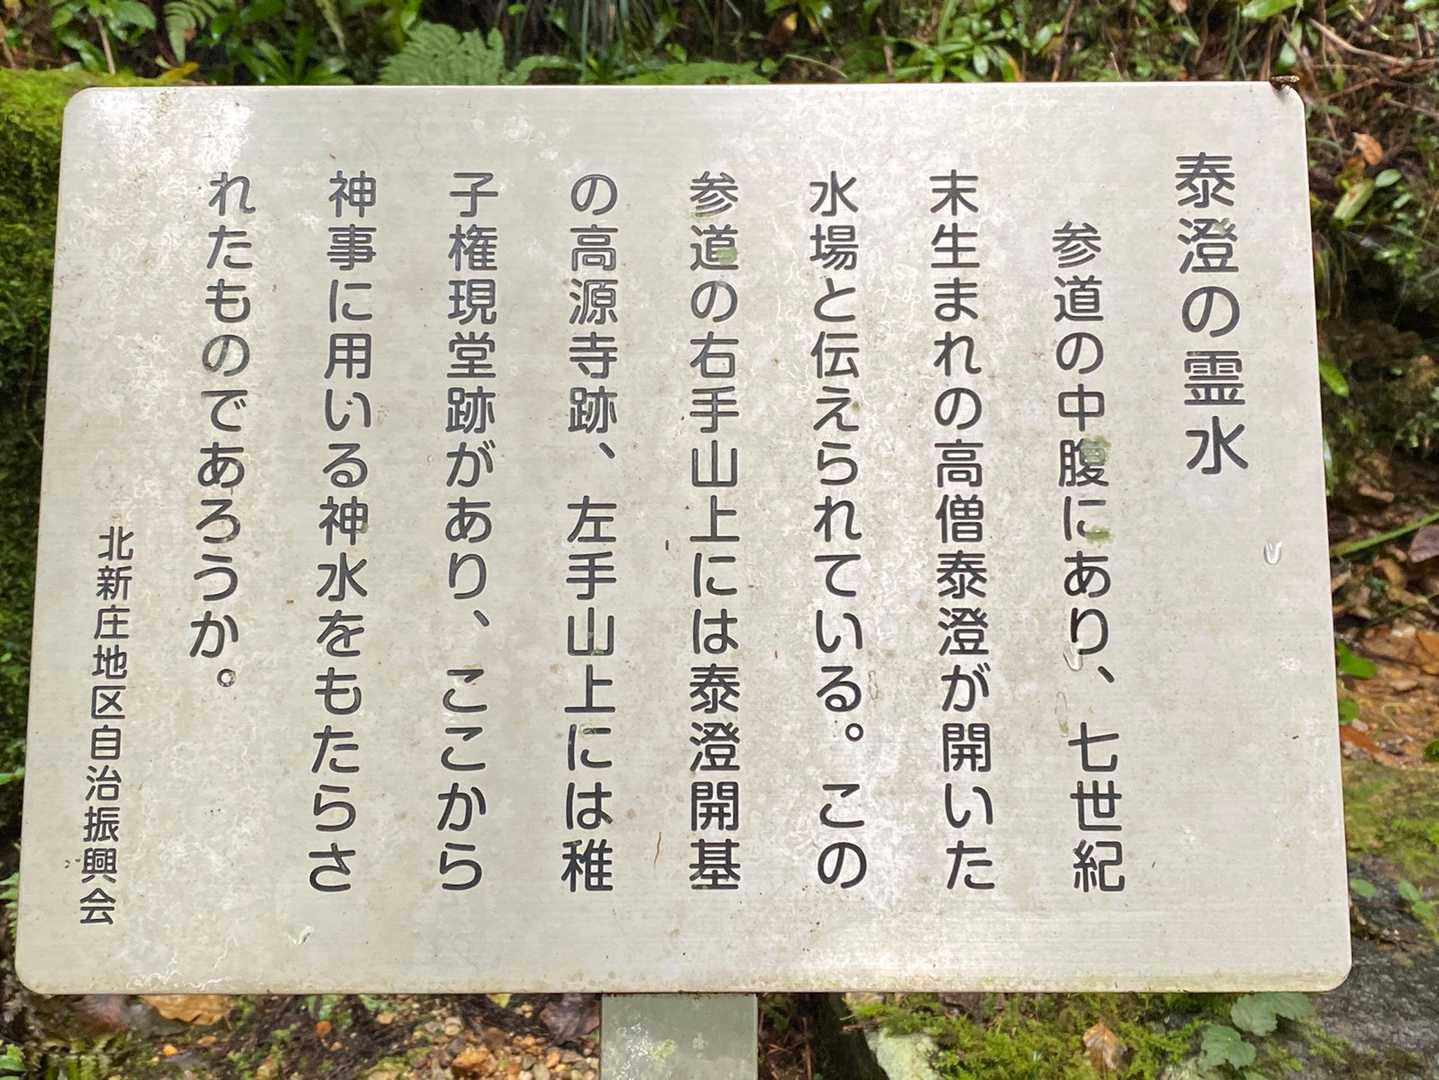 泰澄の霊水
参道の中腹にあり、七世紀
末生まれの高僧泰澄が開いた
水場と伝えられている。この
参道の右手山上には泰澄開基
の高源寺跡、左手山上には稚
子権現堂跡があり、ここから
神事に用いる神水をもたらさ
れたものであろうか。
北新庄地区自治振興会